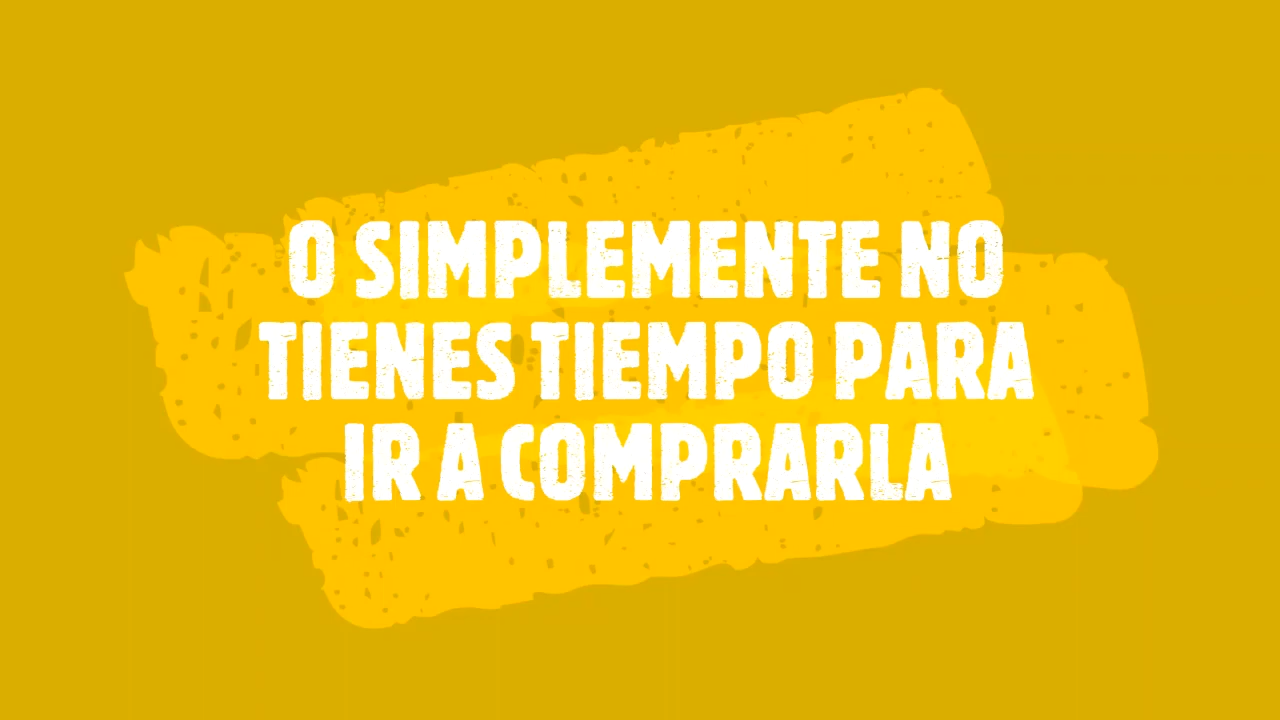 O SIMPLEMENTE NO
TIENES TIEMPO PARA
IR A COMPRARLA